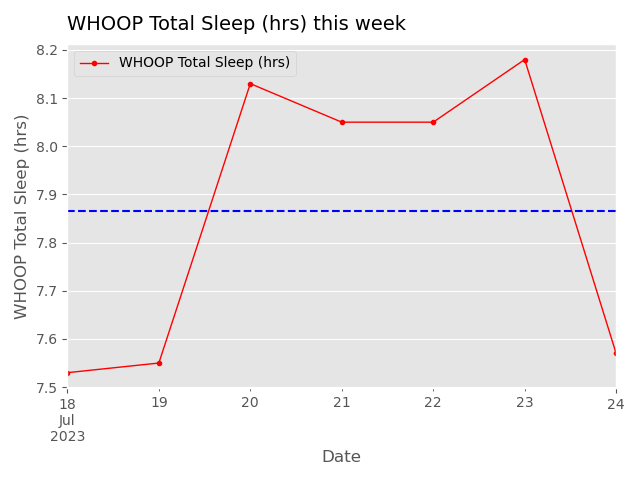 WHOOP Total Sleep (hrs) this week
WHOOP Total Sleep (hrs)
WHOOP Total Sleep (hrs)
8.2
8.1
8.0
7.9
7.8
7.7
7.6
7.5
18 19 20 21 22 23 24
Jul
2023
Date